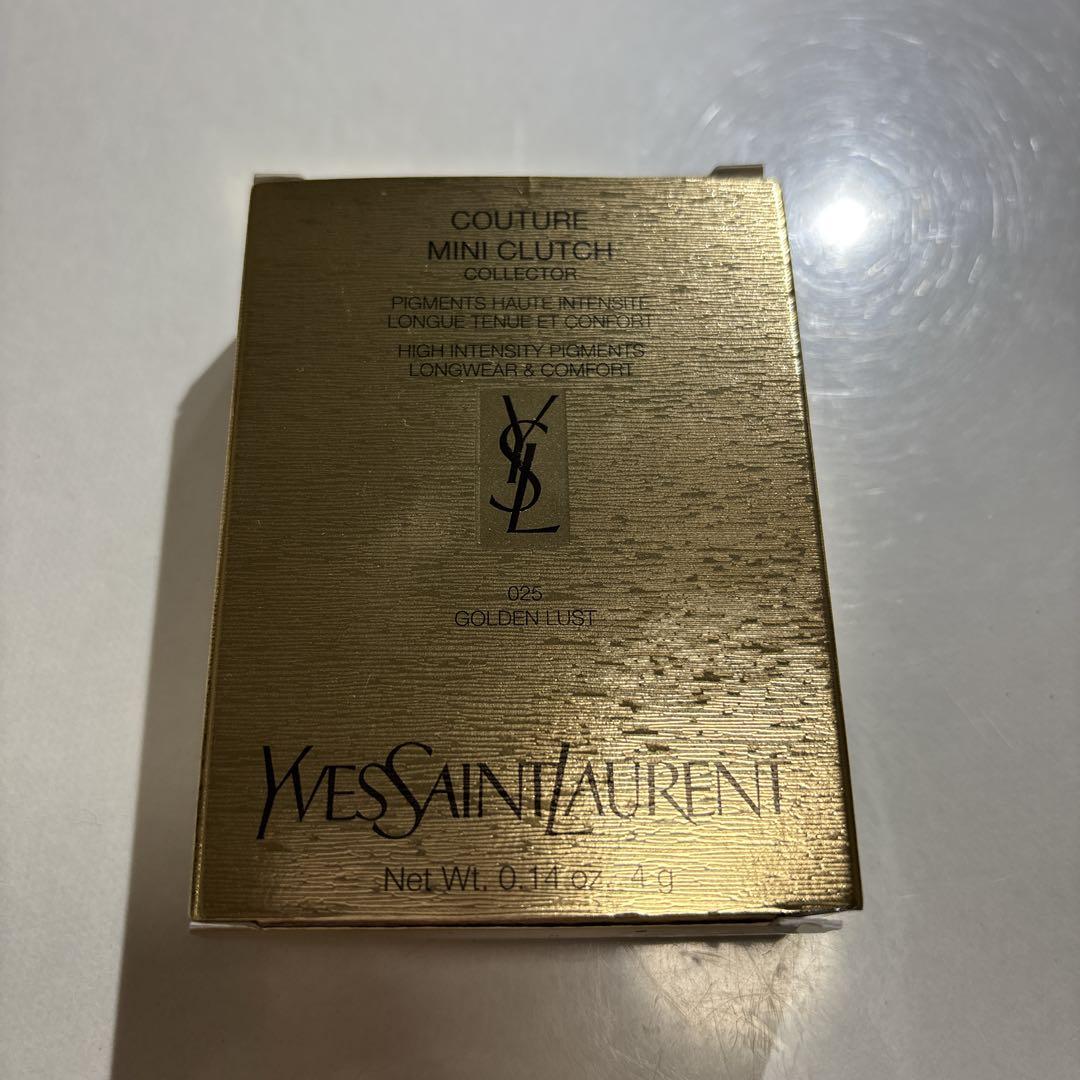 COUTURE
MINI CLUTCH
COLLECTOR
PIGMENTS HAUTE INTENSITÉ
LONGUE TENUE ET CONFORT
HIGH INTENSITY PIGMENTS
LONGWEAR & COMFORT
YSL
025
GOLDEN LUST
YVESSAINTLAURENT
Net Wt. 0.14 oz. 4 g